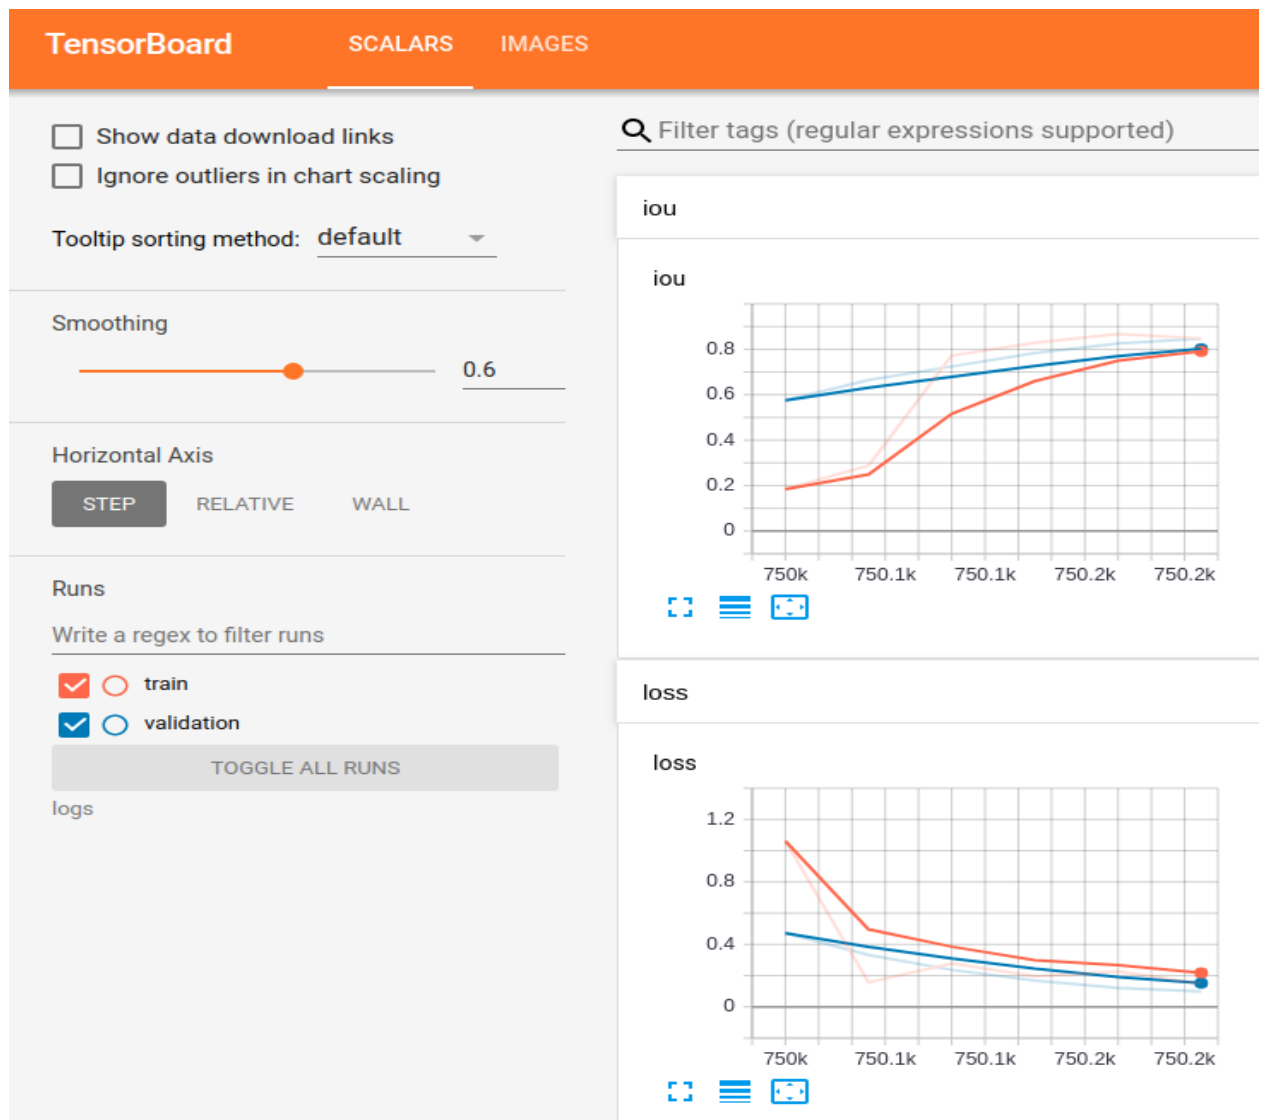 TensorBoard SCALARS IMAGES
Show data download links
Ignore outliers in chart scaling
Tooltip sorting method: default
Smoothing
0.6
Horizontal Axis
STEP RELATIVE WALL
Runs
Write a regex to filter runs
train
validation
TOGGLE ALL RUNS
logs
Filter tags (regular expressions supported)
iou
iou
0.8
0.6
0.4
0.2
0
750k 750.1k 750.1k 750.2k 750.2k
loss
loss
1.2
0.8
0.4
0
750k 750.1k 750.1k 750.2k 750.2k